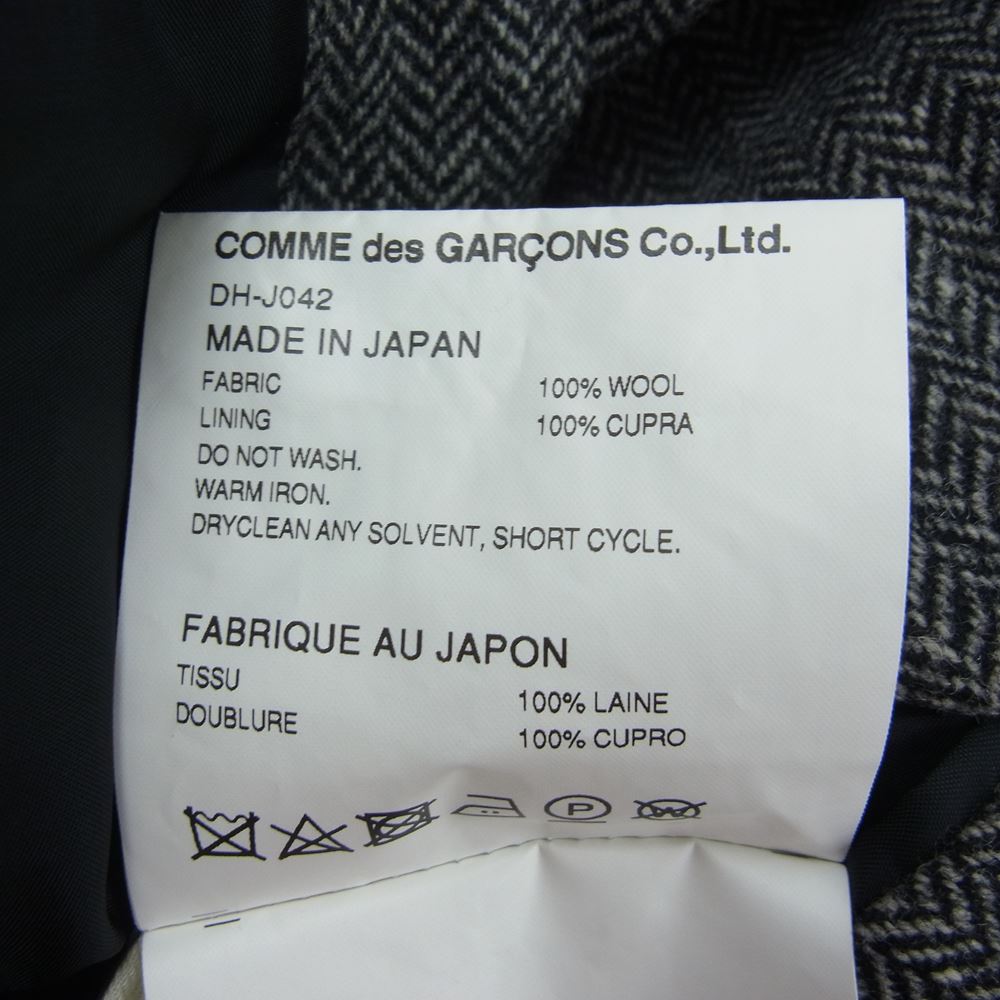 COMME des GARÇONS Co.,Ltd.
DH-J042
MADE IN JAPAN
FABRIC 100% WOOL
LINING 100% CUPRA
DO NOT WASH.
WARM IRON.
DRYCLEAN ANY SOLVENT, SHORT CYCLE.
FABRIQUE AU JAPON
TISSU 100% LAINE
DOUBLURE 100% CUPRO
P
W